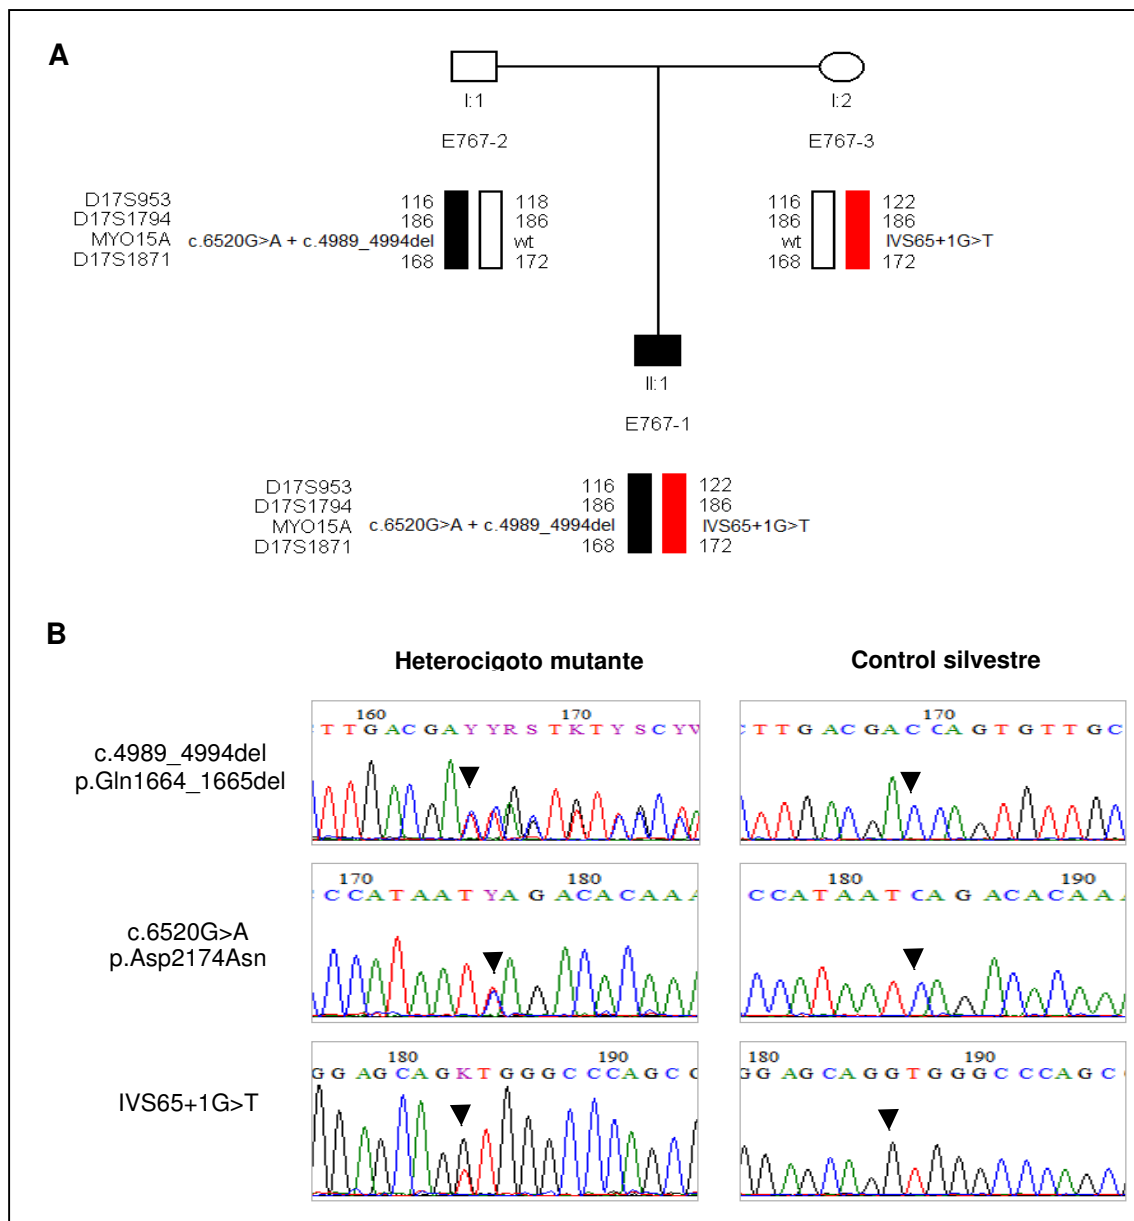 A
I:1 I:2
E767-2 E767-3
D17S953 116 118 116 122
D17S1794 186 186 186 186
MYO15A c.6520G>A + c.4989_4994del wt wt IVS65+1G>T
D17S1871 168 172 168 172
II:1
E767-1
D17S953 116 122
D17S1794 186 186
MYO15A c.6520G>A + c.4989_4994del IVS65+1G>T
D17S1871 168 172
B
Heterocigoto mutante Control silvestre
160 170 170
T T G A C G A Y Y R S T K T Y S C Y V C T T G A C G A C C A G T G T T G C
c.4989_4994del
p.Gln1664_1665del
170 180 180 190
C C C A T A A T Y A G A C A C A A A C C A T A A T C A G A C A C A A A
c.6520G>A
p.Asp2174Asn
180 190 180 190
G G A G C A G K T G G G C C C A G C C G G A G C A G G T G G G C C C A G C
IVS65+1G>T